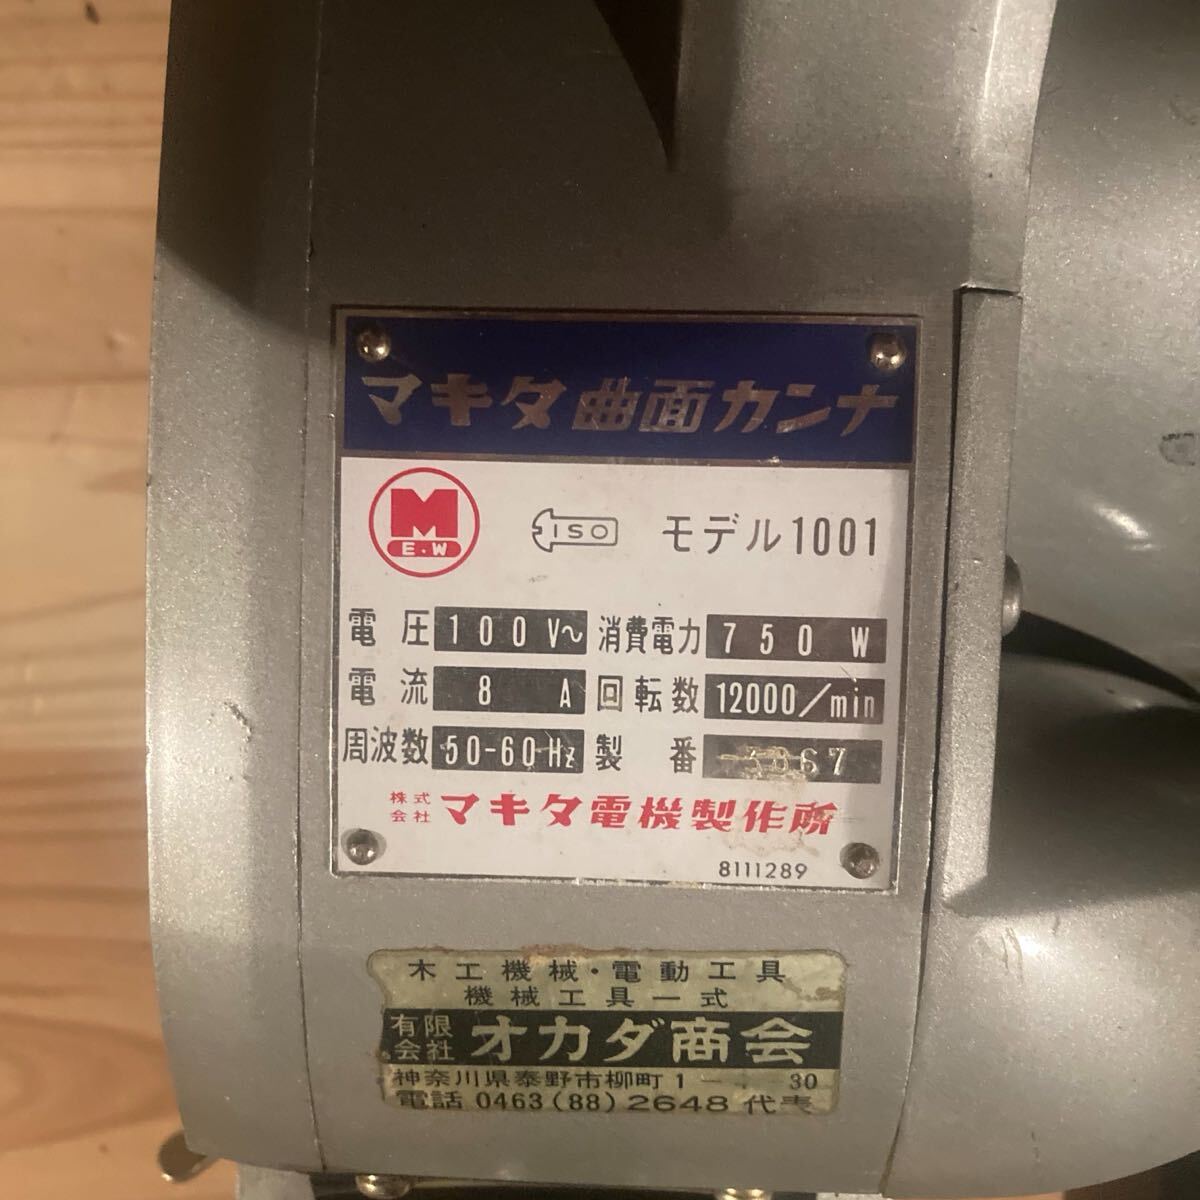 マキタ曲面カンナ
M
E・W
ISO
モデル1001
電圧 100V~ 消費電力 750 W
電流 8 A 回転数 12000/min
周波数 50-60Hz 製番 3867
株式会社 マキタ電機製作所
8111289
木工機械・電動工具
機械工具一式
有限会社 オカダ商会
神奈川県秦野市柳町1 30
電話 0463(88)2648 代表